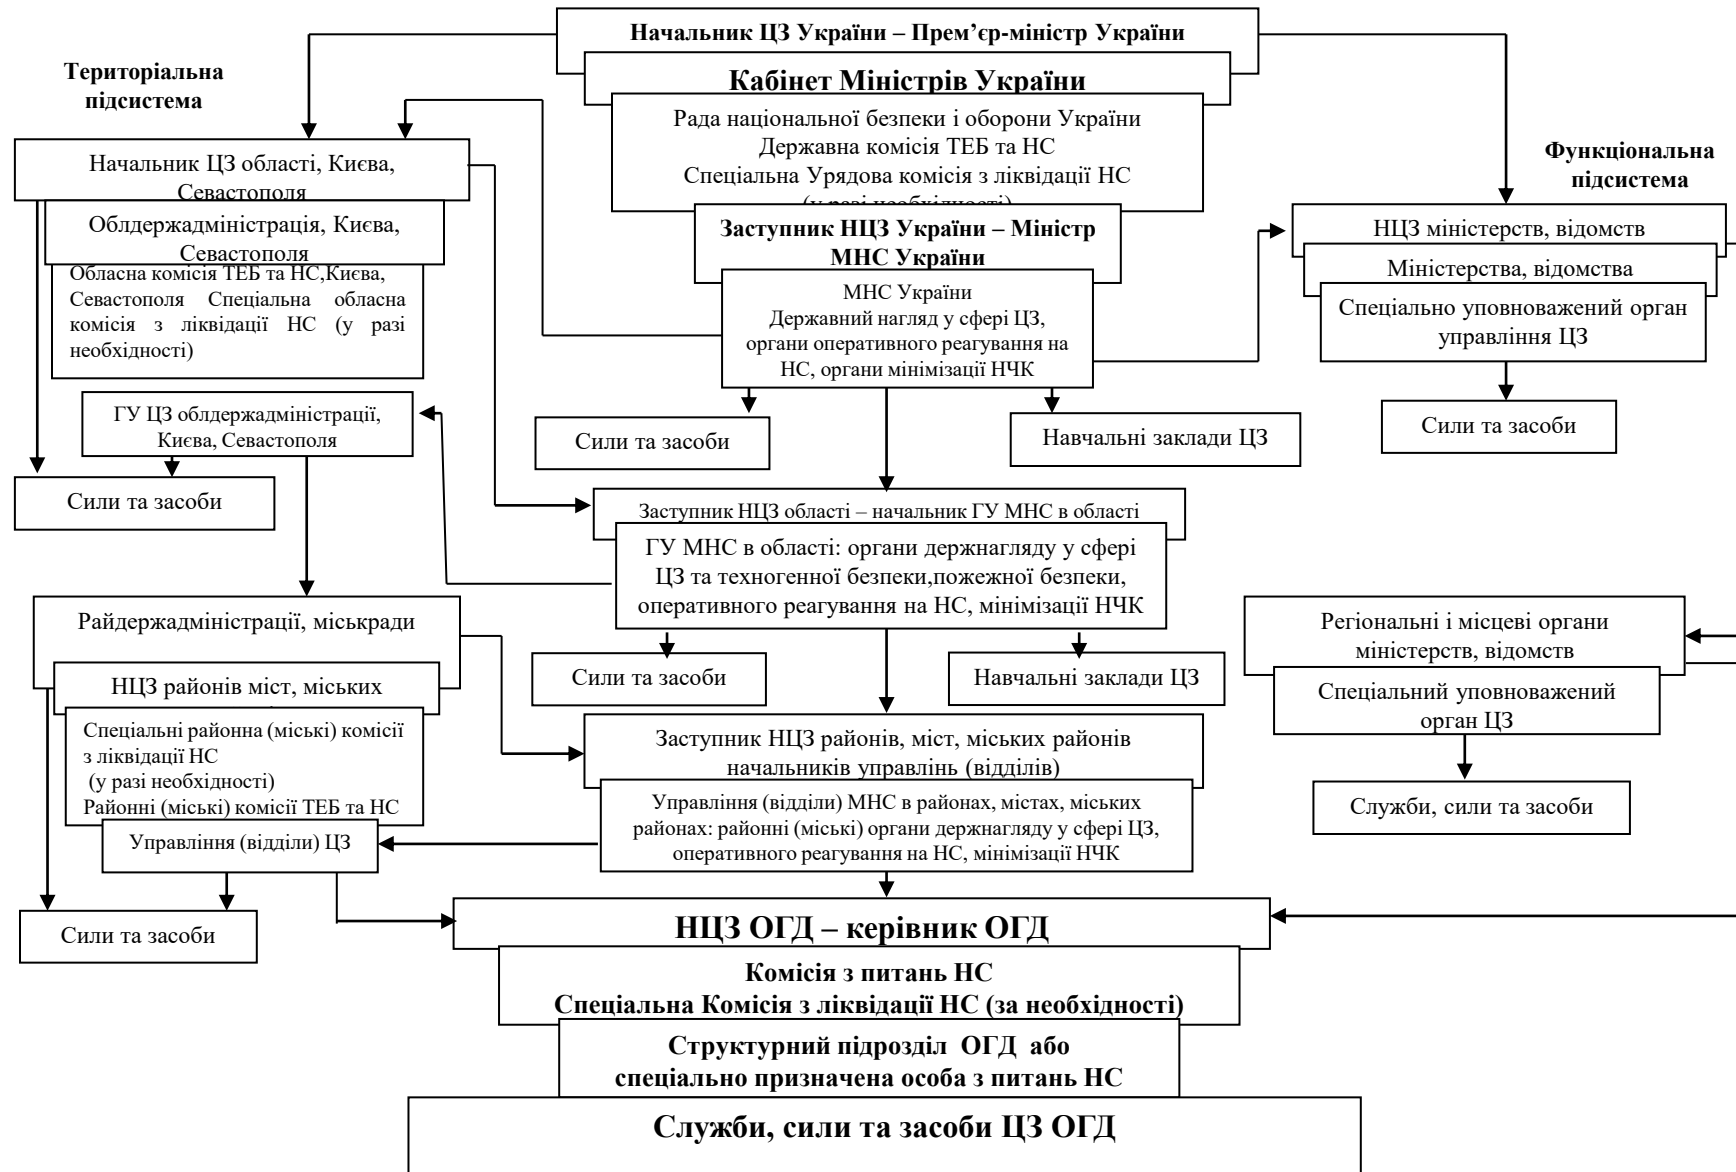 Начальник ЦЗ України – Прем’єр-міністр України
Територіальна
підсистема
Кабінет Міністрів України
Рада національної безпеки і оборони України
Державна комісія ТЕБ та НС
Спеціальна Урядова комісія з ліквідації НС
(у разі необхідності)
Функціональна
підсистема
Начальник ЦЗ області, Києва,
Севастополя
Облдержадміністрація, Києва,
Севастополя
Обласна комісія ТЕБ та НС,Києва,
Севастополя Спеціальна обласна
комісія з ліквідації НС (у разі
необхідності)
Заступник НЦЗ України – Міністр
МНС України
МНС України
Державний нагляд у сфері ЦЗ,
органи оперативного реагування на
НС, органи мінімізації НЧК
НЦЗ міністерств, відомств
Міністерства, відомства
Спеціально уповноважений орган
управління ЦЗ
ГУ ЦЗ облдержадміністрації,
Києва, Севастополя
Сили та засоби
Навчальні заклади ЦЗ
Сили та засоби
Сили та засоби
Заступник НЦЗ області – начальник ГУ МНС в області
ГУ МНС в області: органи держнагляду у сфері
ЦЗ та техногенної безпеки,пожежної безпеки,
оперативного реагування на НС, мінімізації НЧК
Райдержадміністрації, міськради
НЦЗ районів міст, міських
Спеціальні районна (міські) комісії
з ліквідації НС
(у разі необхідності)
Районні (міські) комісії ТЕБ та НС
Управління (відділи) ЦЗ
Сили та засоби
Навчальні заклади ЦЗ
Регіональні і місцеві органи
міністерств, відомств
Спеціальний уповноважений
орган ЦЗ
Служби, сили та засоби
Заступник НЦЗ районів, міст, міських районів
начальників управлінь (відділів)
Управління (відділи) МНС в районах, містах, міських
районах: районні (міські) органи держнагляду у сфері ЦЗ,
оперативного реагування на НС, мінімізації НЧК
Сили та засоби
НЦЗ ОГД – керівник ОГД
Комісія з питань НС
Спеціальна Комісія з ліквідації НС (за необхідності)
Структурний підрозділ ОГД або
спеціально призначена особа з питань НС
Служби, сили та засоби ЦЗ ОГД